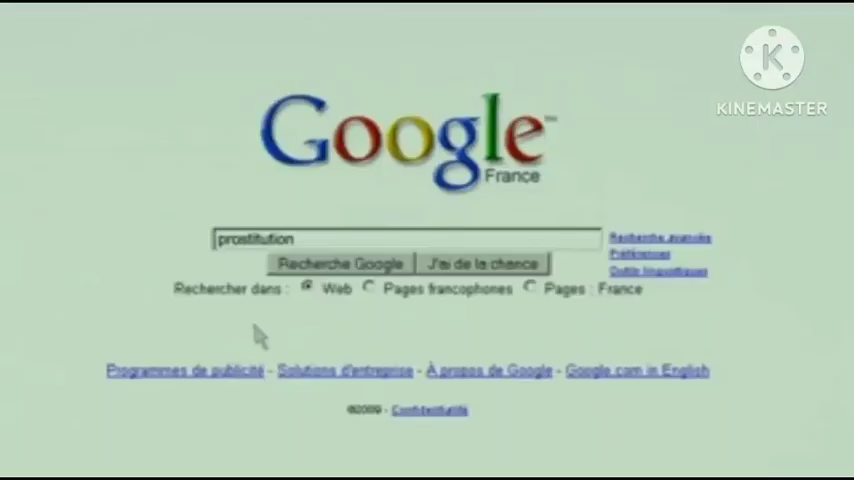 KINEMASTER
Google
France
prostitution
Recherche avancée
Préférences
Outils linguistiques
Recherche Google
J'ai de la chance
Rechercher dans : Web Pages francophones Pages : France
Programmes de publicité - Solutions d'entreprise - À propos de Google - Google.com in English
©2009 - Confidentialité